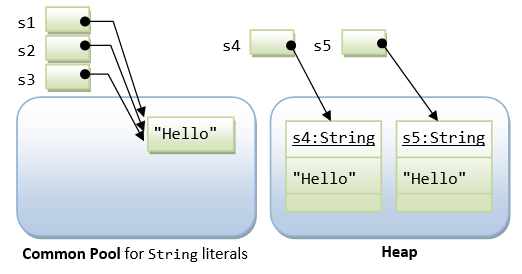 s1
s2
s3
s4
s5
"Hello"
s4:String
"Hello"
s5:String
"Hello"
Common Pool for String literals
Heap